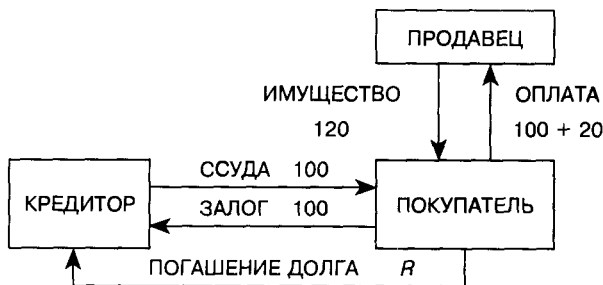 ПРОДАВЕЦ
ИМУЩЕСТВО ОПЛАТА
120 100 + 20
ССУДА 100
КРЕДИТОР ЗАЛОГ 100 ПОКУПАТЕЛЬ
ПОГАШЕНИЕ ДОЛГА R